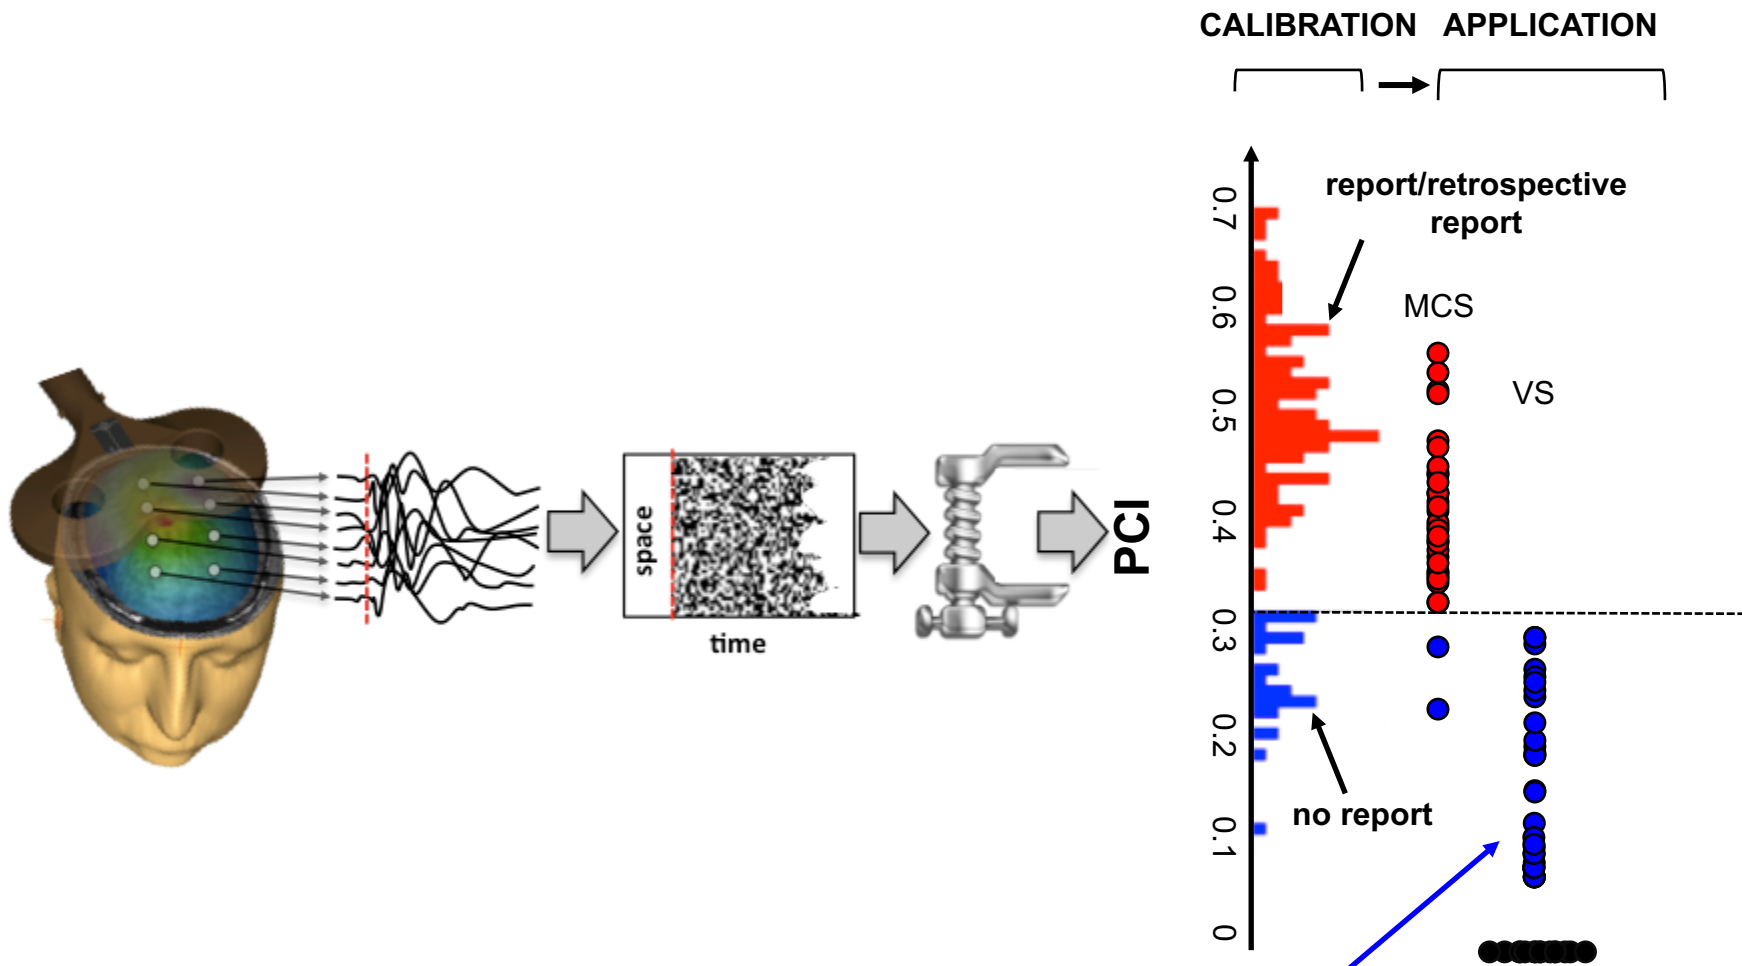 CALIBRATION APPLICATION
report/retrospective
report
MCS
VS
0.7
0.6
0.5
0.4
0.3
0.2
0.1
0
space
time
PCI
no report